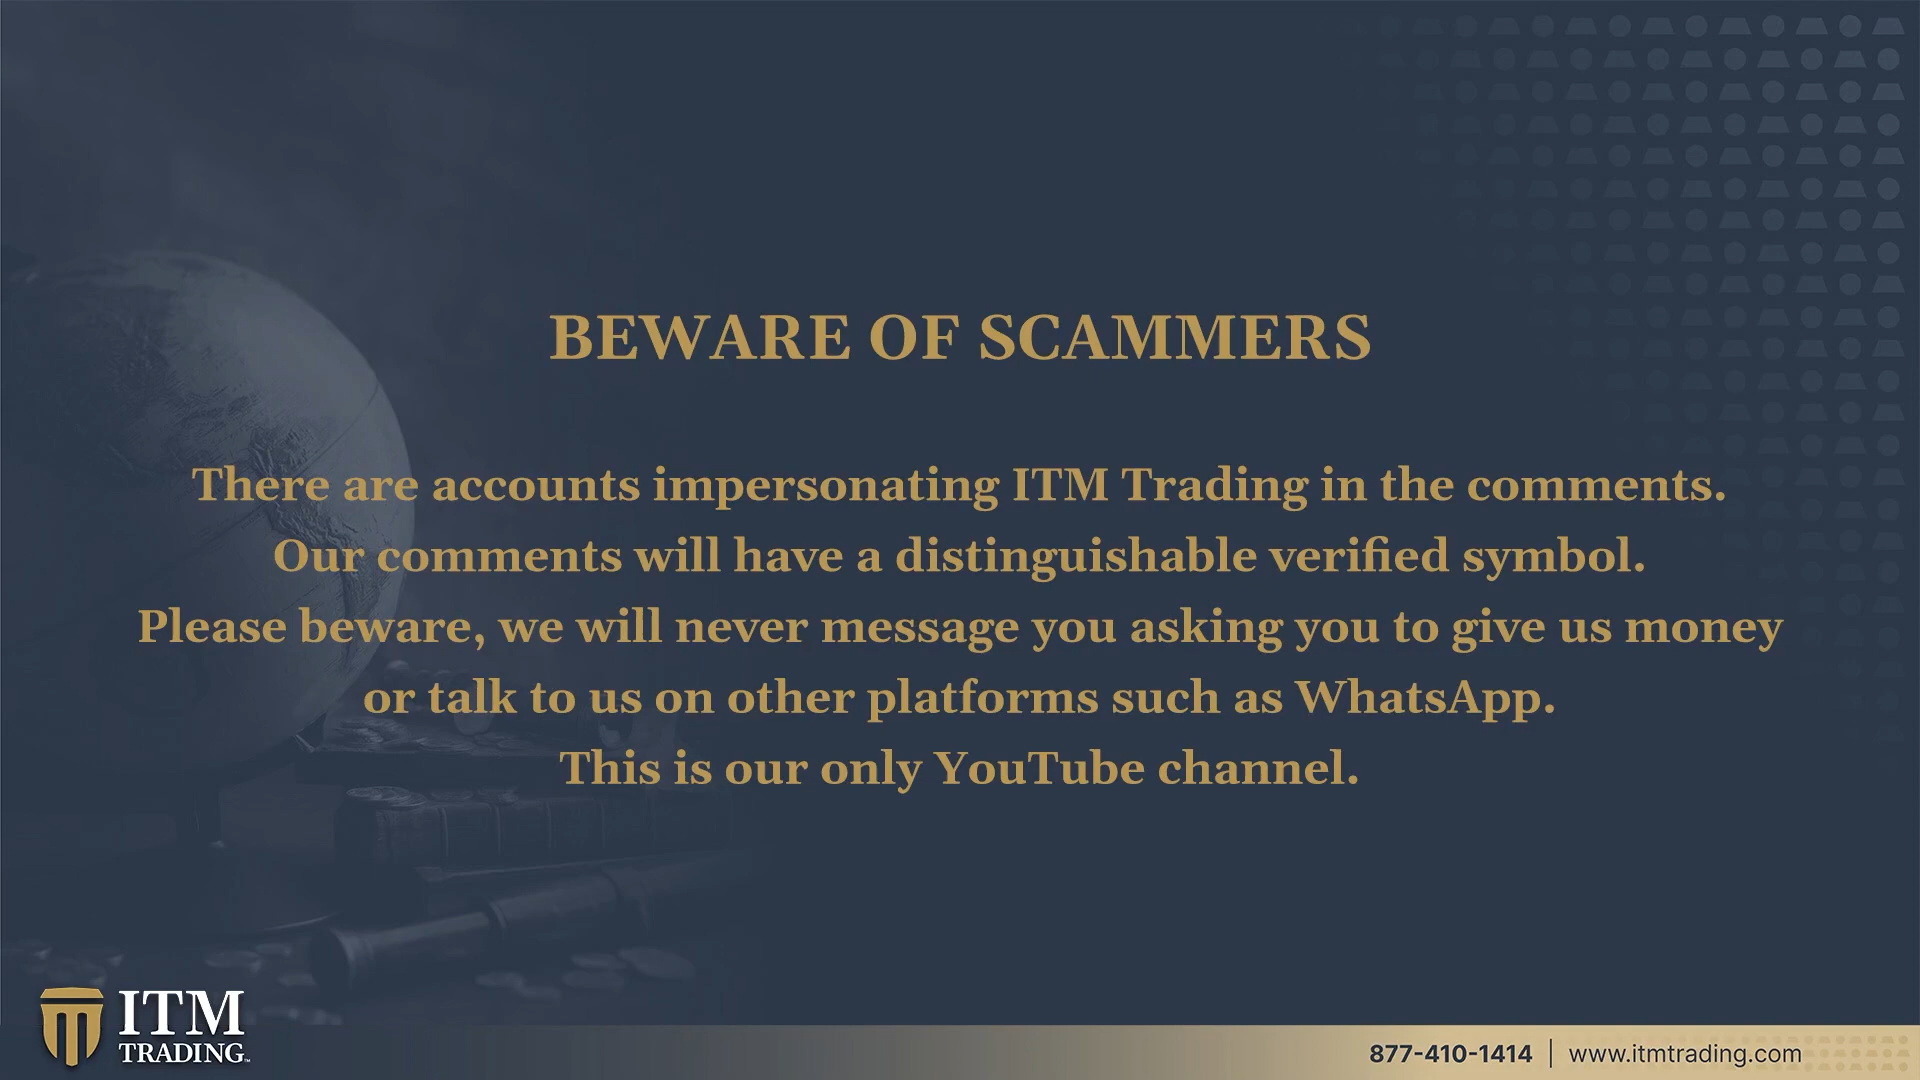 BEWARE OF SCAMMERS
There are accounts impersonating ITM Trading in the comments.
Our comments will have a distinguishable verified symbol.
Please beware, we will never message you asking you to give us money
or talk to us on other platforms such as WhatsApp.
This is our only YouTube channel.
ITM
TRADING™
877-410-1414 | www.itmtrading.com